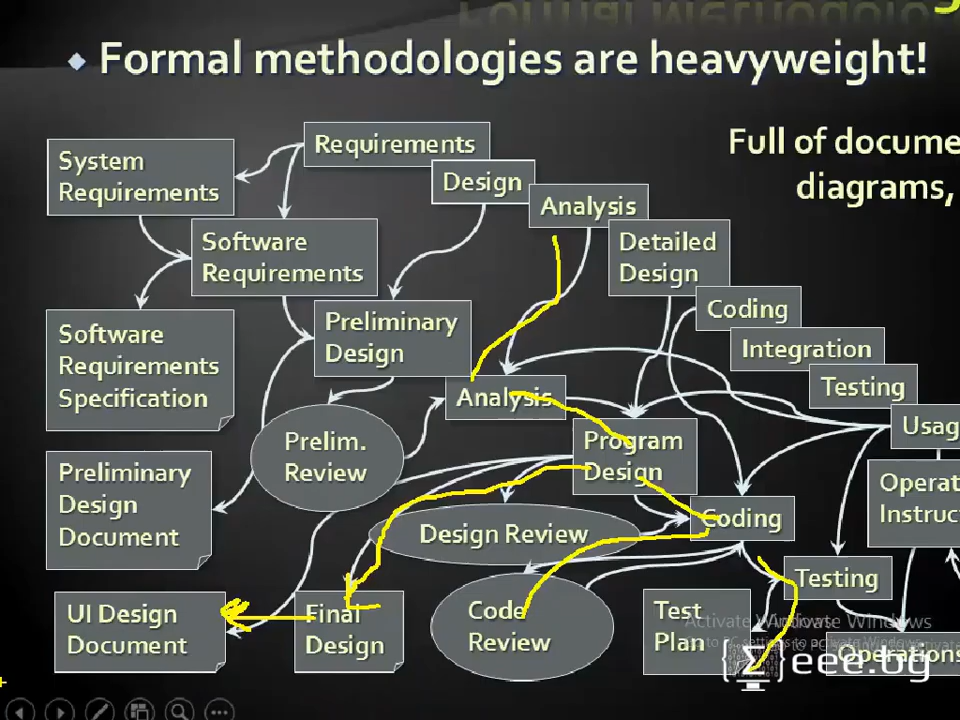 Formal methodologies are heavyweight!
Full of docume
diagrams,
Requirements
System
Requirements
Design
Analysis
Software
Requirements
Detailed
Design
Coding
Preliminary
Design
Integration
Software
Requirements
Specification
Testing
Analysis
Usag
Prelim.
Review
Program
Design
Preliminary
Design
Document
Operat
Instruc
Coding
Design Review
Testing
UI Design
Document
Final
Design
Code
Review
Test
Plan
Activate Windows
Operations
eee.bg